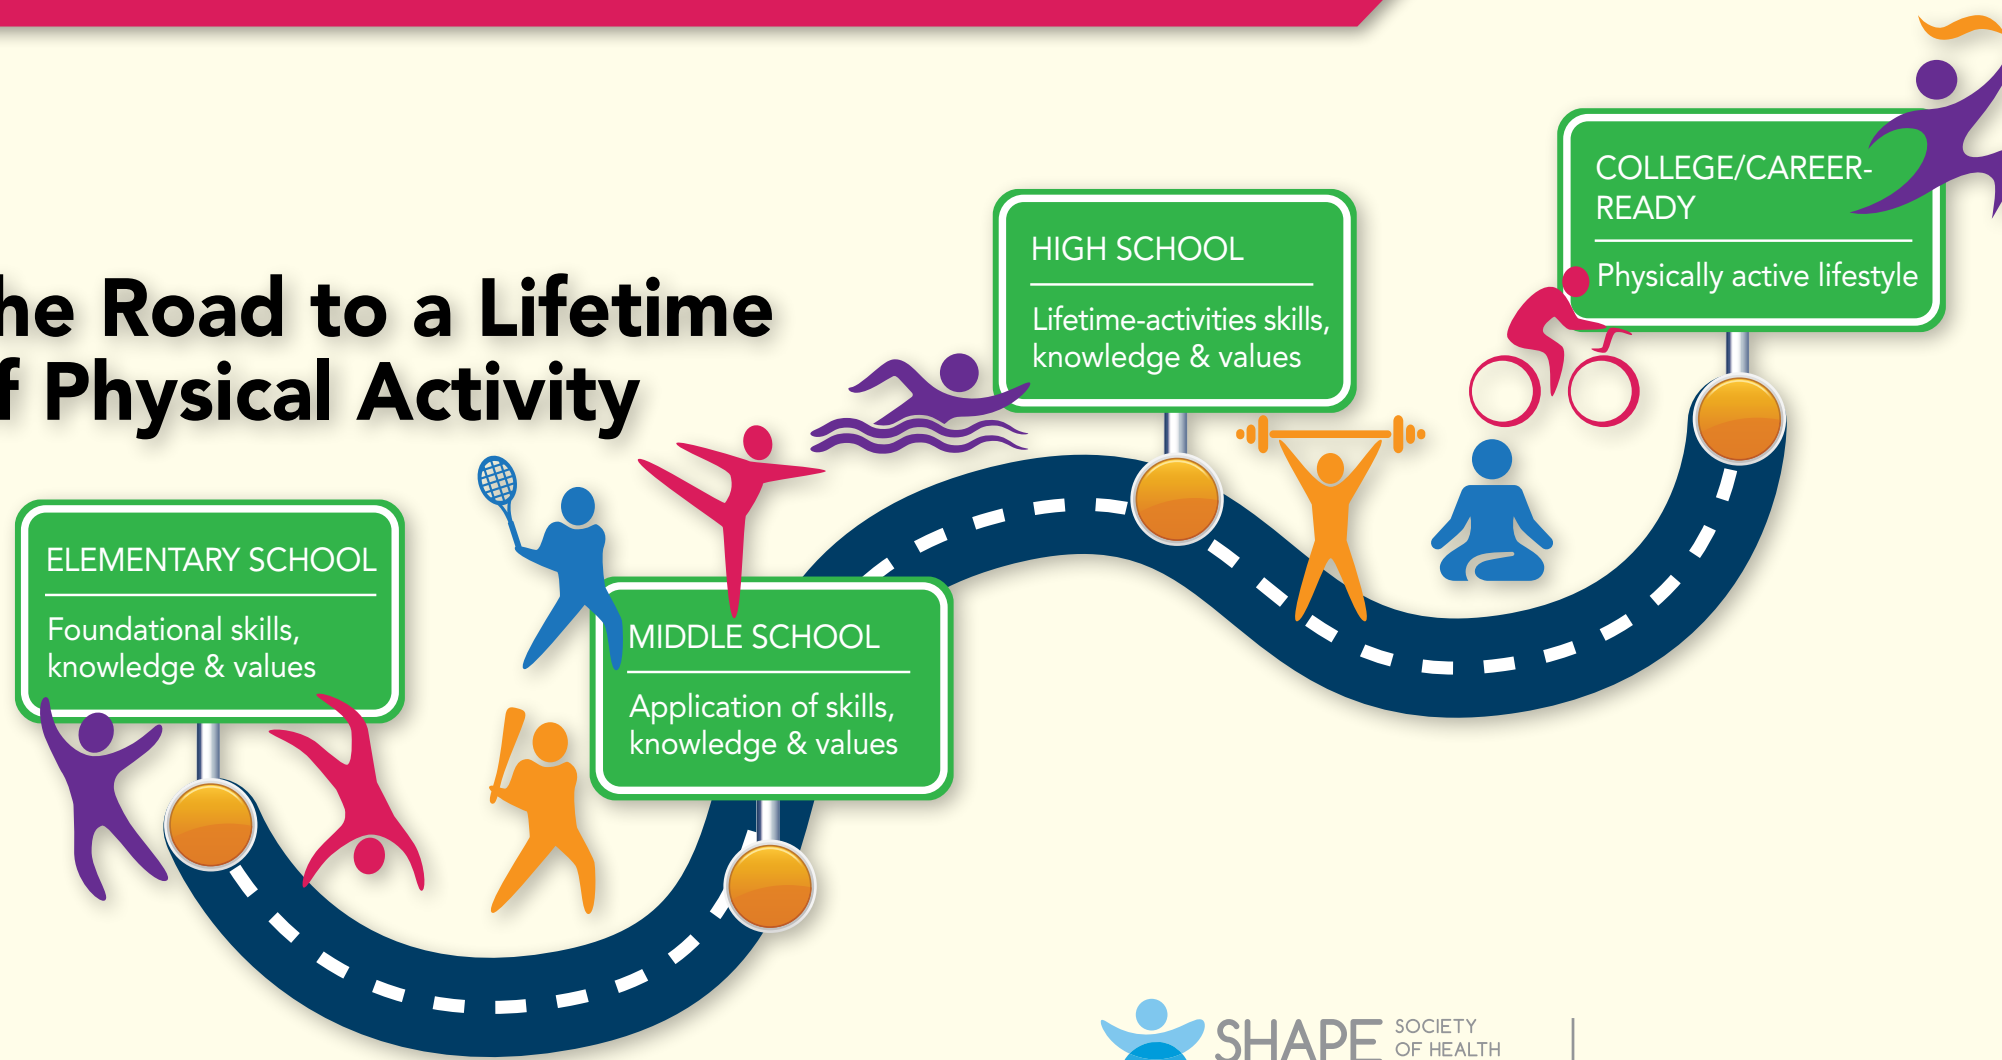 he Road to a Lifetime
f Physical Activity
ELEMENTARY SCHOOL
Foundational skills,
knowledge & values
MIDDLE SCHOOL
Application of skills,
knowledge & values
HIGH SCHOOL
Lifetime-activities skills,
knowledge & values
COLLEGE/CAREER-
READY
Physically active lifestyle
SHAPE
SOCIETY
OF HEALTH